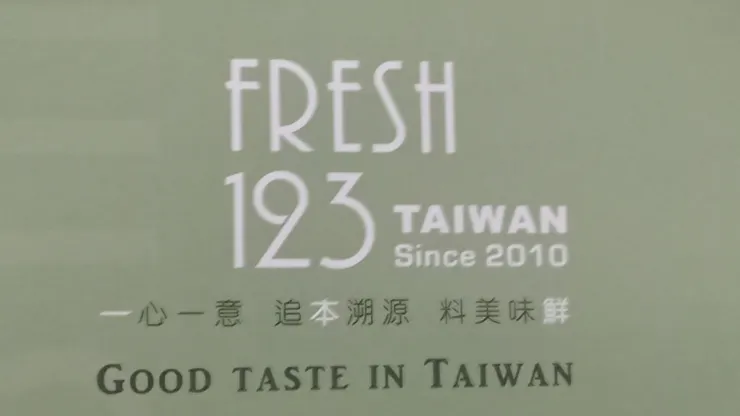 FRESH
123 TAIWAN
Since 2010
一心一意 追本溯源 料美味鮮
GOOD TASTE IN TAIWAN